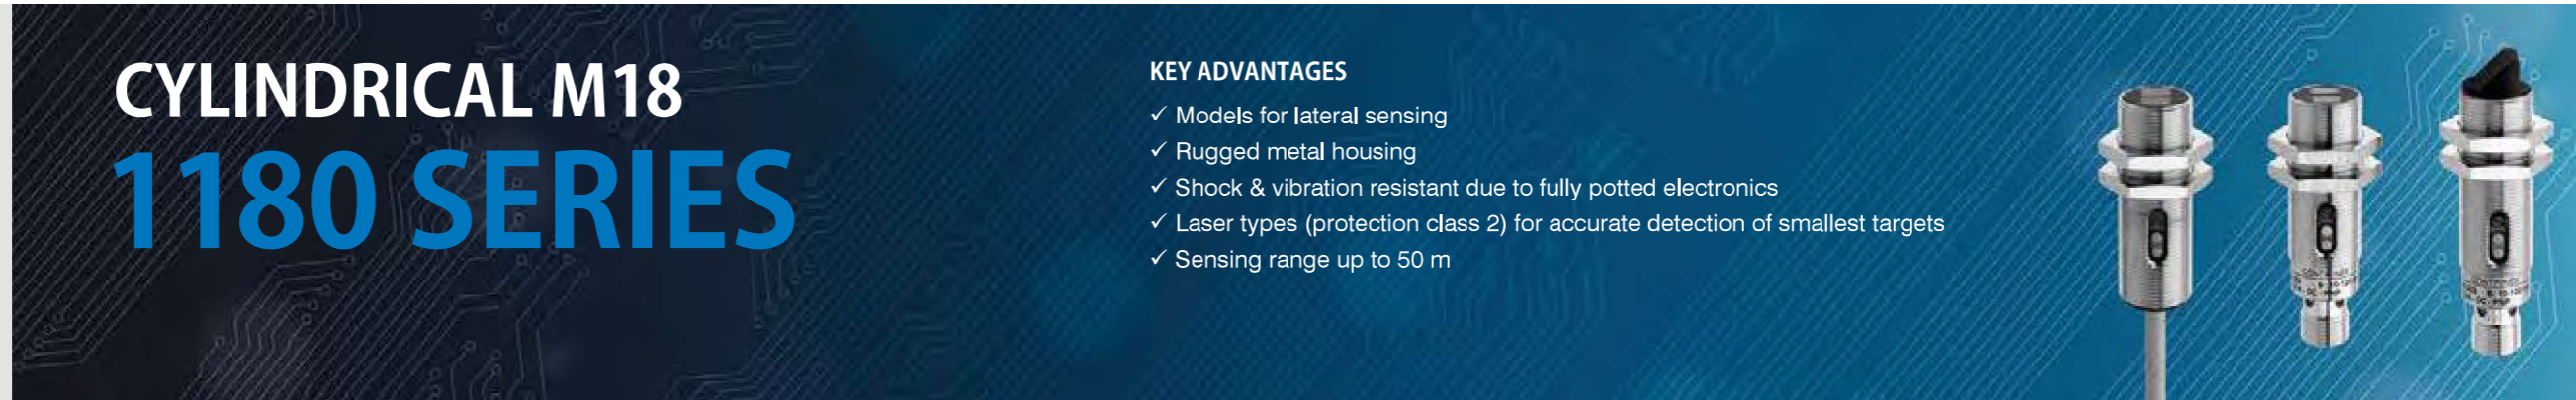 CYLINDRICAL M18
1180 SERIES
KEY ADVANTAGES
✓ Models for lateral sensing
✓ Rugged metal housing
✓ Shock & vibration resistant due to fully potted electronics
✓ Laser types (protection class 2) for accurate detection of smallest targets
✓ Sensing range up to 50 m